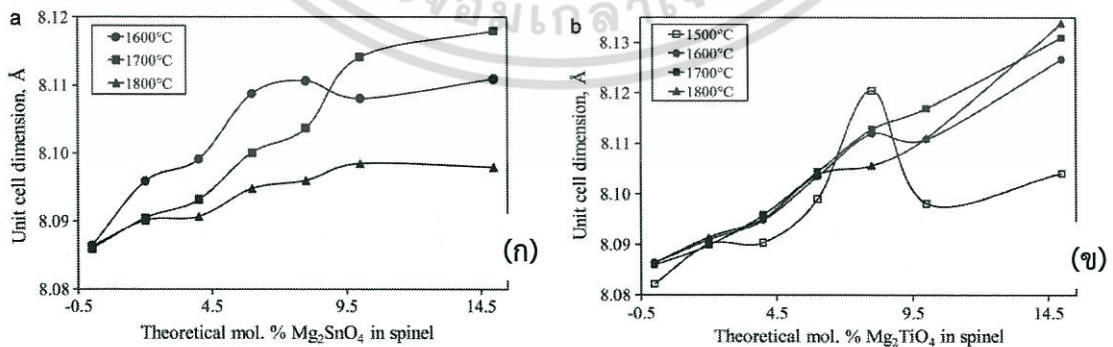 a
8.12
8.11
8.10
8.09
8.08
Unit cell dimension, Å
1600°C
1700°C
1800°C
-0.5 4.5 9.5 14.5
Theoretical mol. % Mg₂SnO₄ in spinel
(ก)
b
8.13
8.12
8.11
8.10
8.09
8.08
Unit cell dimension, Å
1500°C
1600°C
1700°C
1800°C
-0.5 4.5 9.5 14.5
Theoretical mol. % Mg₂TiO₄ in spinel
(ข)